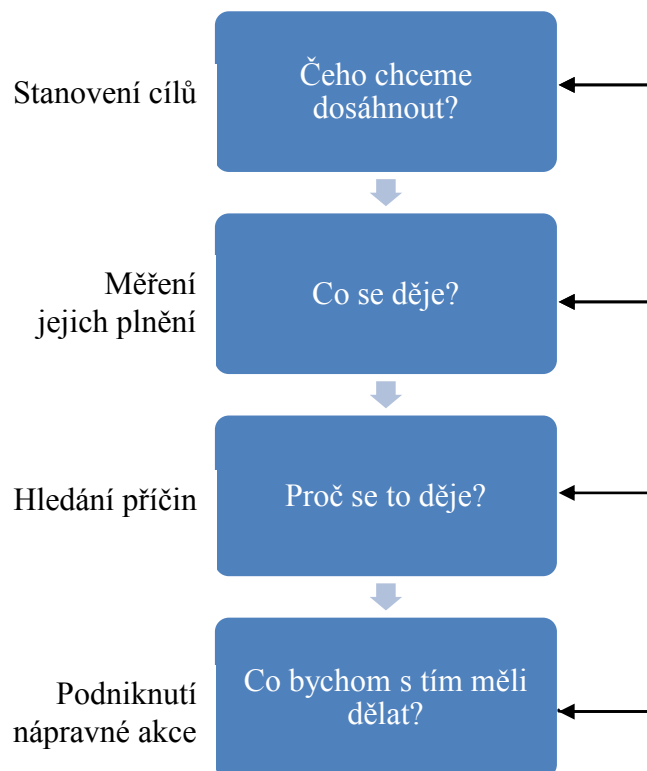 Stanovení cílů
Čeho chceme
dosáhnout?
Měření
jejich plnění
Co se děje?
Hledání příčin
Proč se to děje?
Podniknutí
nápravné akce
Co bychom s tím měli
dělat?